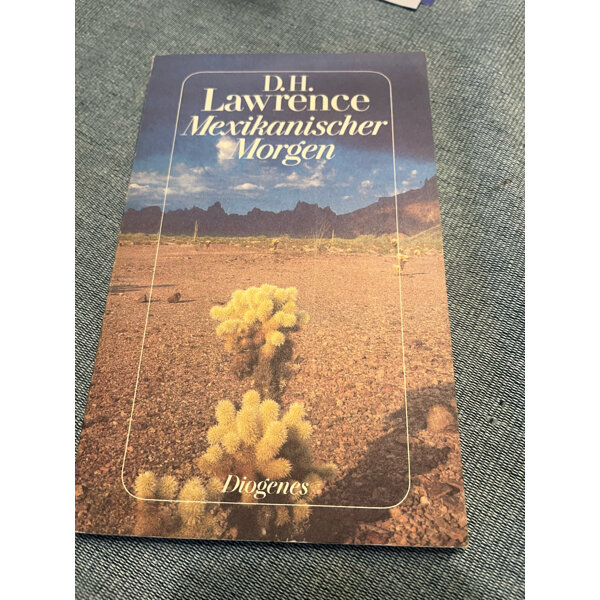 D.H.
Lawrence
Mexikanischer
Morgen
Diogenes